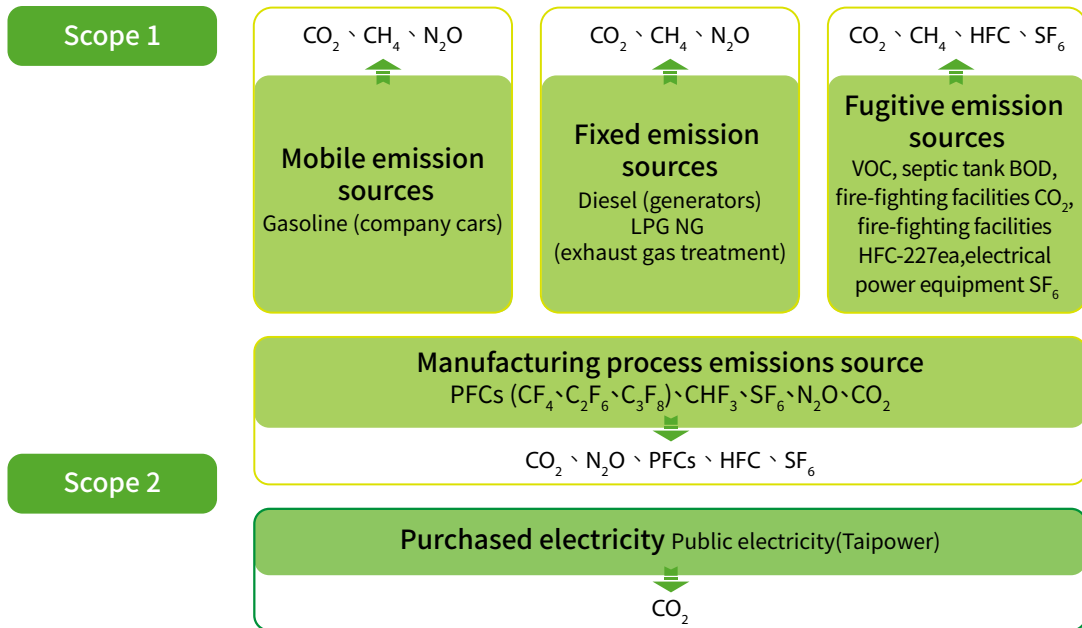 Scope 1
CO₂、CH₄、N₂O
Mobile emission
sources
Gasoline (company cars)
CO₂、CH₄、N₂O
Fixed emission
sources
Diesel (generators)
LPG NG
(exhaust gas treatment)
CO₂、CH₄、HFC、SF₆
Fugitive emission
sources
VOC, septic tank BOD,
fire-fighting facilities CO₂,
fire-fighting facilities
HFC-227ea,electrical
power equipment SF₆
Manufacturing process emissions source
PFCs (CF₄、C₂F₆、C₃F₈)、CHF₃、SF₆、N₂O、CO₂
CO₂、N₂O、PFCs、HFC、SF₆
Scope 2
Purchased electricity Public electricity(Taipower)
CO₂